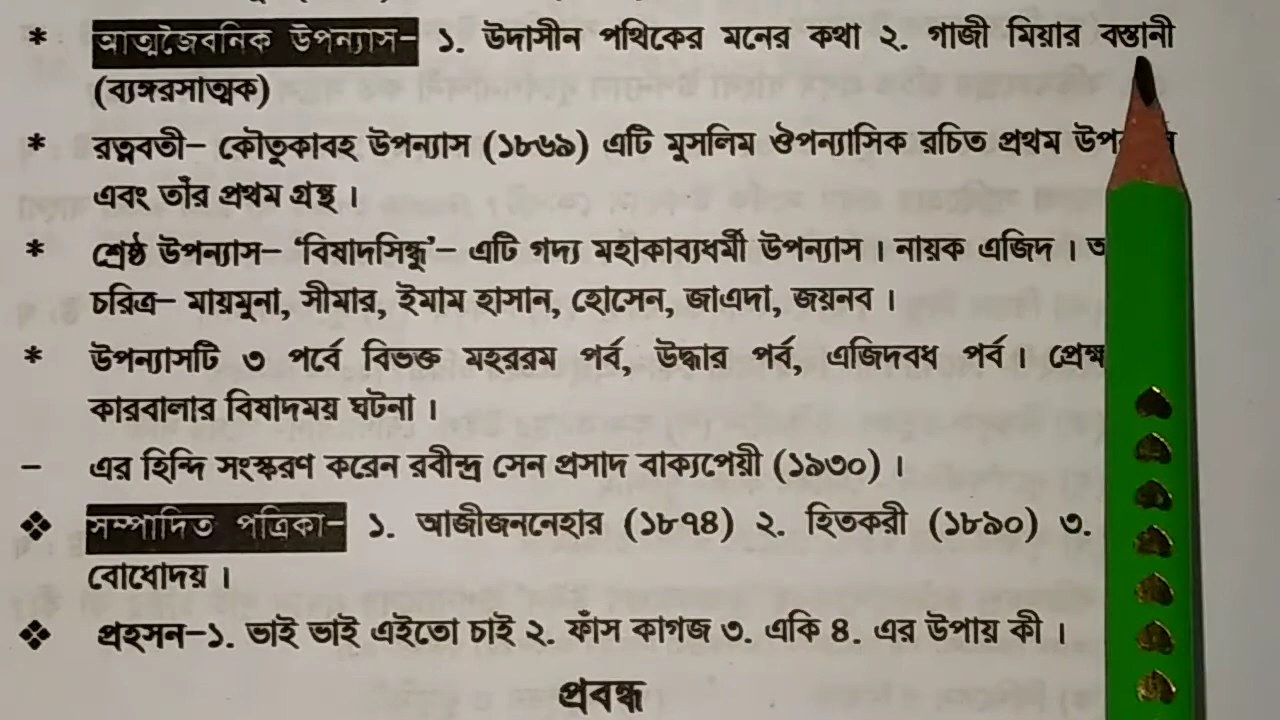 * আত্মজৈবনিক উপন্যাস– ১. উদাসীন পথিকের মনের কথা ২. গাজী মিয়ার বস্তানী
(ব্যঙ্গরসাত্মক)
* রত্নবতী– কৌতুকাবহ উপন্যাস (১৮৬৯) এটি মুসলিম ঔপন্যাসিক রচিত প্রথম
এবং তাঁর প্রথম গ্রন্থ।
* শ্রেষ্ঠ উপন্যাস– ‘বিষাদসিন্ধু’– এটি গদ্য মহাকাব্যধর্মী উপন্যাস। নায়ক এজিদ।
চরিত্র– মায়মুনা, সীমার, ইমাম হাসান, হোসেন, জাএদা, জয়নব।
* উপন্যাসটি ৩ পর্বে বিভক্ত মহররম পর্ব, উদ্ধার পর্ব, এজিদবধ পর্ব।
কারবালার বিষাদময় ঘটনা।
– এর হিন্দি সংস্করণ করেন রবীন্দ্র সেন প্রসাদ বাক্যপেয়ী (১৯৩০)।
❖ সম্পাদিত পত্রিকা– ১. আজীজননেহার (১৮৭৪) ২. হিতকরী (১৮৯০) ৩.
বোধোদয়।
❖ প্রহসন–১. ভাই ভাই এইতো চাই ২. ফাঁস কাগজ ৩. একি ৪. এর উপায় কী।
প্রবন্ধ